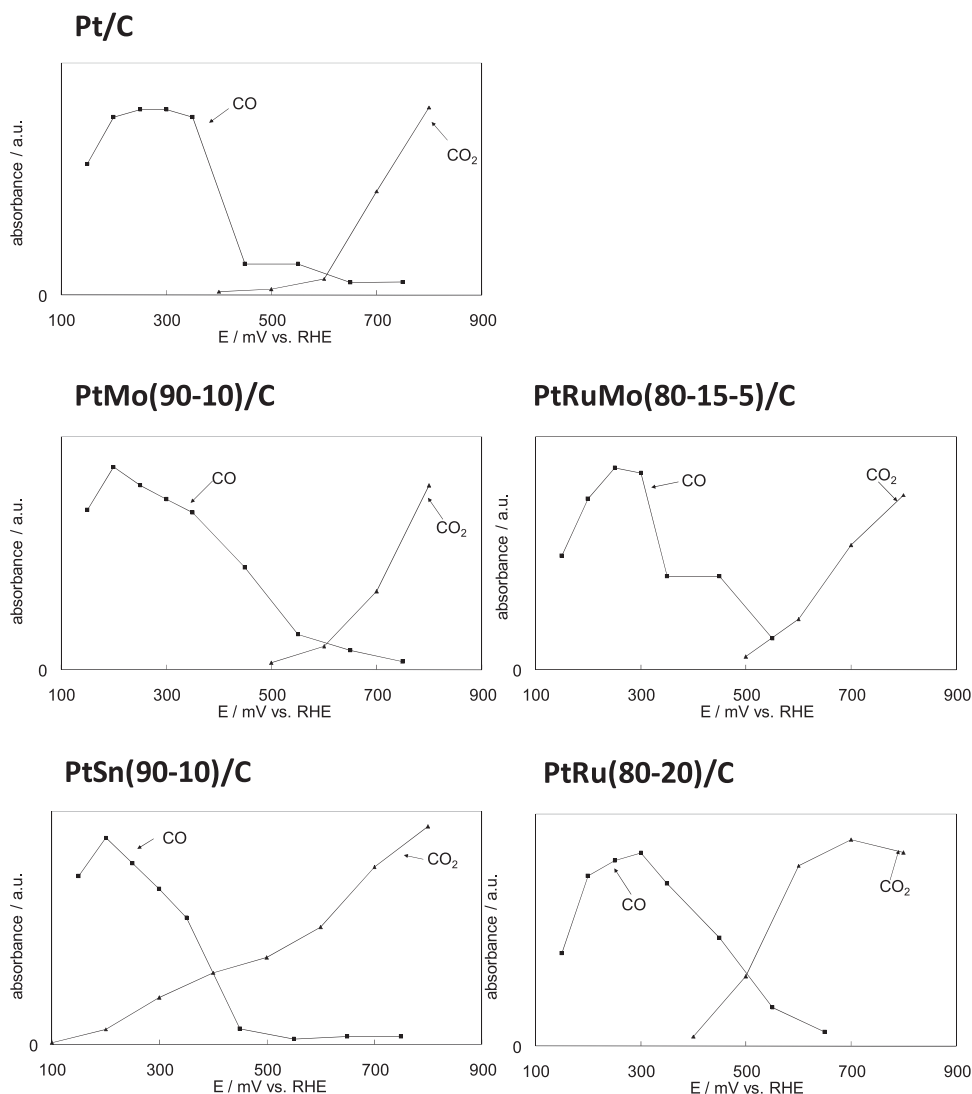 Pt/C
absorbance / a.u.
CO
CO₂
0
100 300 500 700 900
E / mV vs. RHE
PtMo(90-10)/C
absorbance / a.u.
CO
CO₂
0
100 300 500 700 900
E / mV vs. RHE
PtRuMo(80-15-5)/C
absorbance / a.u.
CO
CO₂
0
100 300 500 700 900
E / mV vs. RHE
PtSn(90-10)/C
absorbance / a.u.
CO
CO₂
0
100 300 500 700 900
E / mV vs. RHE
PtRu(80-20)/C
absorbance / a.u.
CO
CO₂
0
100 300 500 700 900
E / mV vs. RHE